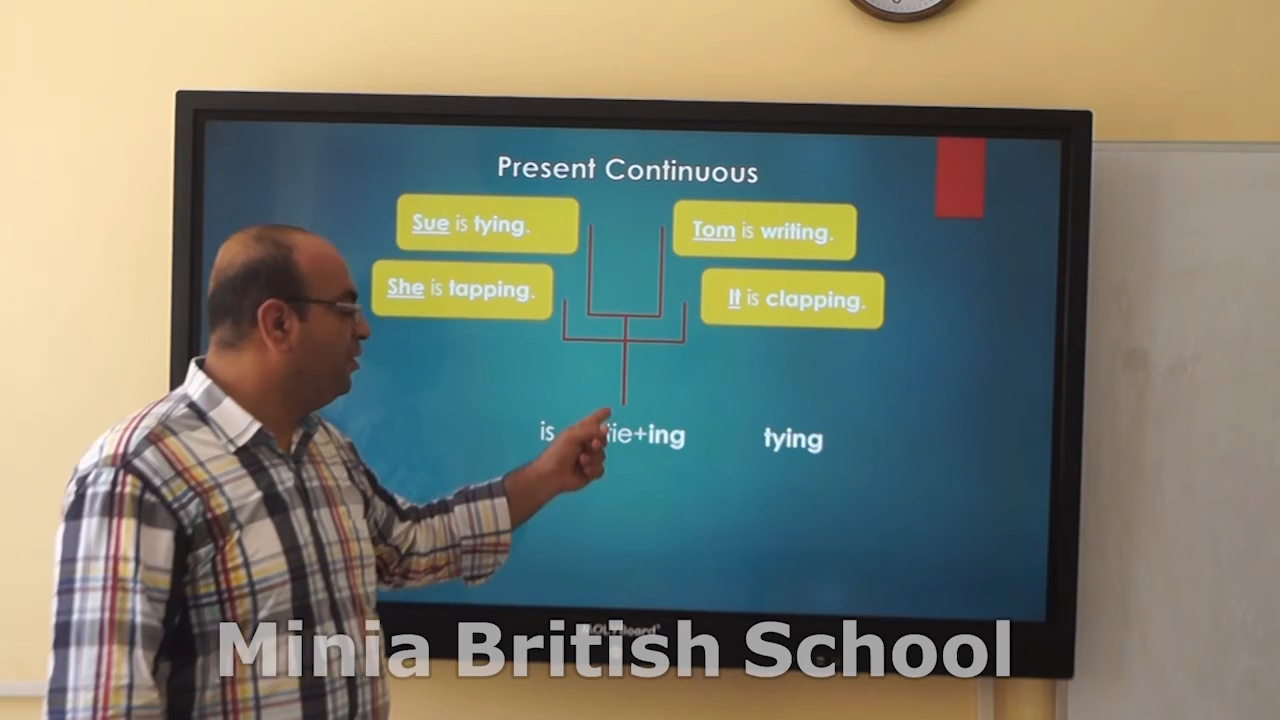 Present Continuous
Sue is tying.
Tom is writing.
She is tapping.
It is clapping.
is tie+ing
tying
Minia British School